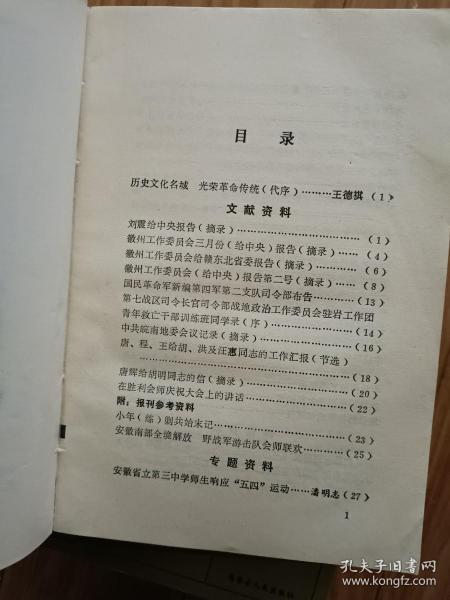 目 录
历史文化名城 光荣革命传统（代序）………王德祺（1）
文献资料
刘震给中央报告（摘录）……………………………（1）
徽州工作委员会三月份（给中央）报告（摘录）……（4）
徽州工作委员会给赣东北省委报告（摘录）…………（6）
徽州工作委员会（给中央）报告第二号（摘录）……（8）
国民革命军新编第四军第二支队司令部布告…………（13）
第七战区司令长官司令部战地政治工作委员会驻岩工作团
青年救亡干部训练班同学录（序）……………………（14）
中共皖南地委会议记录（摘录）………………………（16）
唐、程、王给胡、洪及汪惠同志的工作汇报（节选）
……………………………………………………………（18）
唐辉给胡明同志的信（摘录）…………………………（20）
在胜利会师庆祝大会上的讲话…………………………（22）
附：报刊参考资料
小年（练）剿共始末记…………………………………（23）
安徽南部全境解放 野战军游击队会师联欢…………（25）
专题资料
安徽省立第三中学师生响应“五四”运动……潘明志（27）
1
孔夫子旧书网
www.kongfz.com